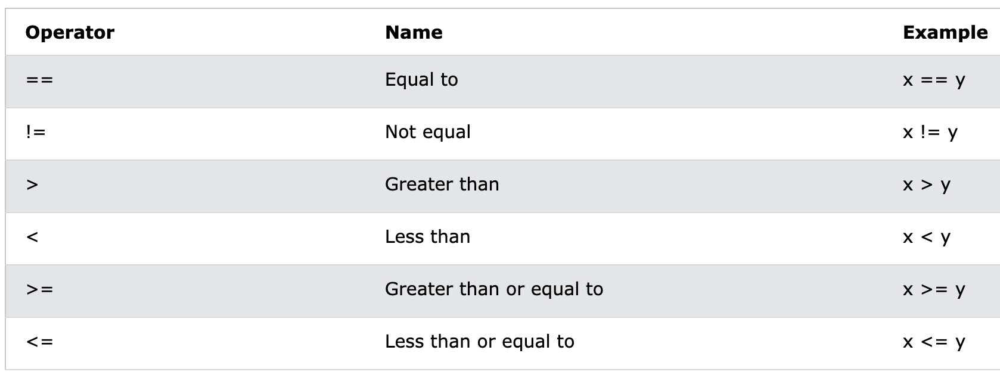 Operator Name Example
== Equal to x == y
!= Not equal x != y
> Greater than x > y
< Less than x < y
>= Greater than or equal to x >= y
<= Less than or equal to x <= y